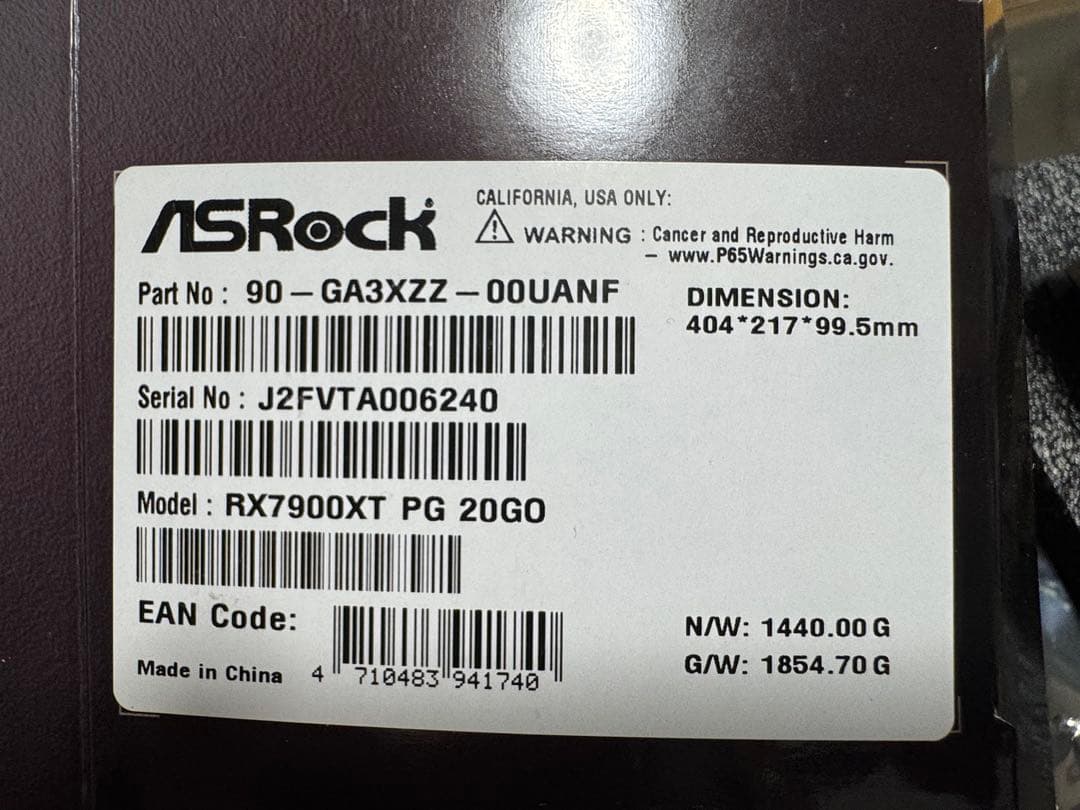 ASRock
CALIFORNIA, USA ONLY:
WARNING : Cancer and Reproductive Harm
– www.P65Warnings.ca.gov.
Part No : 90 – GA3XZZ – 00UANF
DIMENSION:
404*217*99.5mm
Serial No : J2FVTA006240
Model : RX7900XT PG 20GO
EAN Code:
4 710483 941740
Made in China
N/W: 1440.00 G
G/W: 1854.70 G